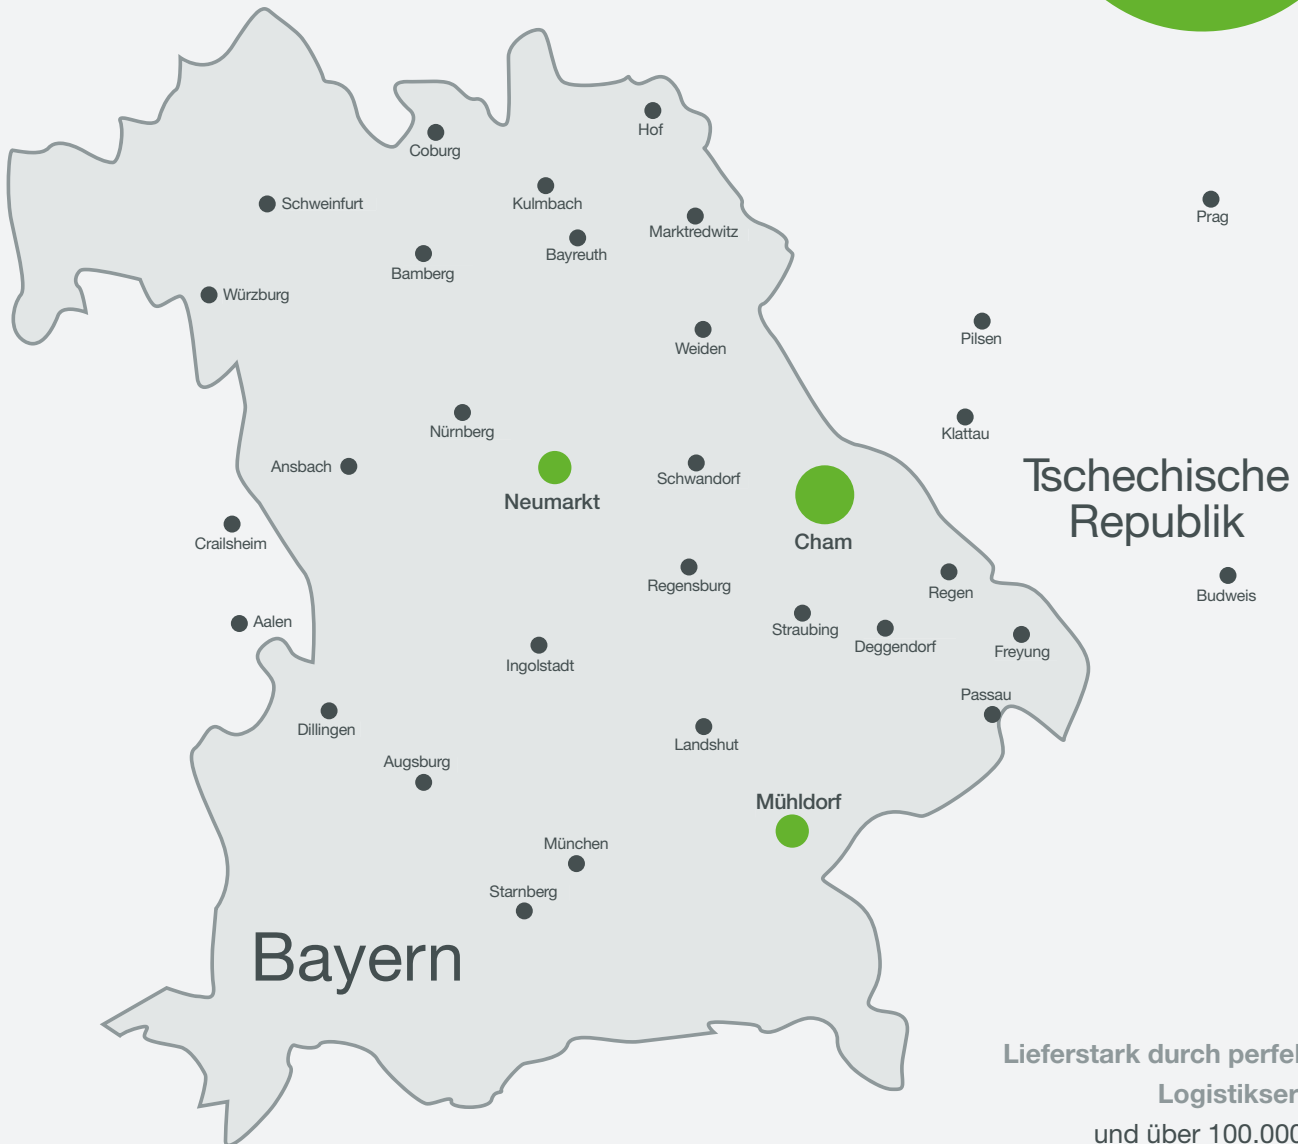 Hof
Coburg
Schweinfurt
Kulmbach
Prag
Marktredwitz
Bayreuth
Bamberg
Würzburg
Pilsen
Weiden
Nürnberg
Klattau
Ansbach
Schwandorf
Tschechische
Republik
Neumarkt
Cham
Crailsheim
Regensburg
Regen
Budweis
Aalen
Straubing
Deggendorf
Freyung
Ingolstadt
Passau
Dillingen
Landshut
Augsburg
Mühldorf
München
Starnberg
Bayern
Lieferstark durch perfe
Logistikser
und über 100.000